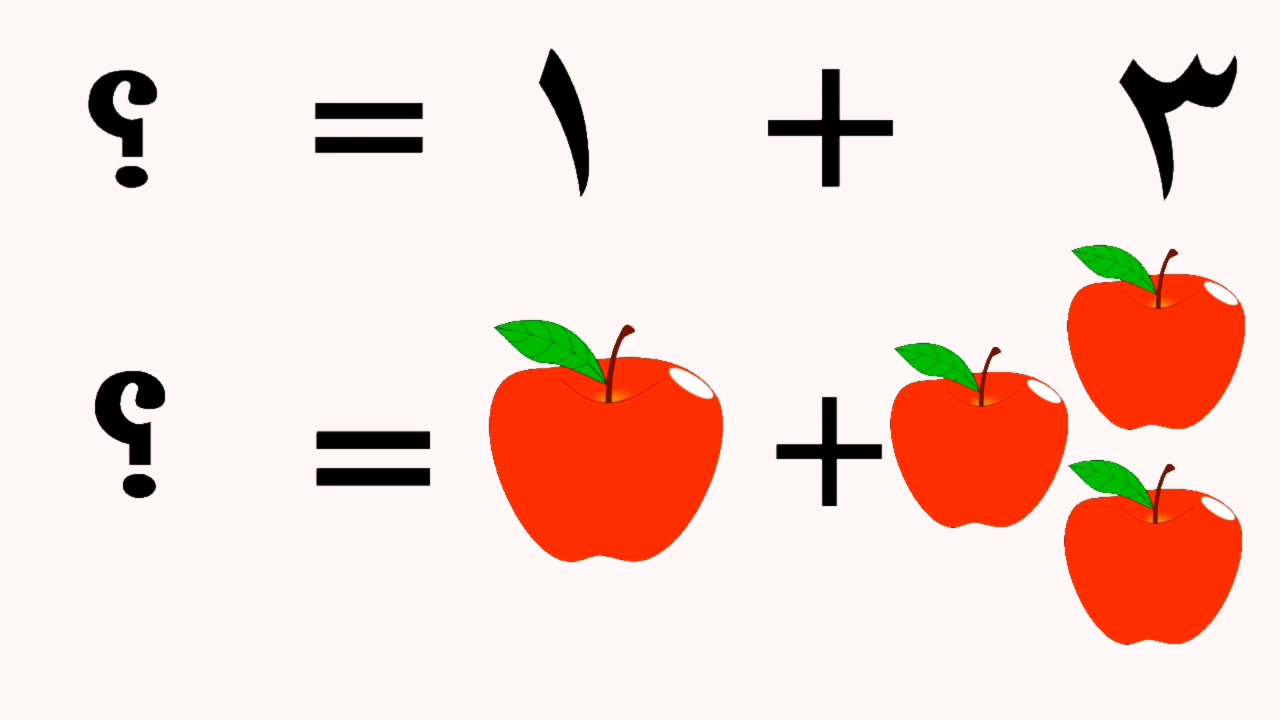 ٣ + ١ = ؟
+ = ؟